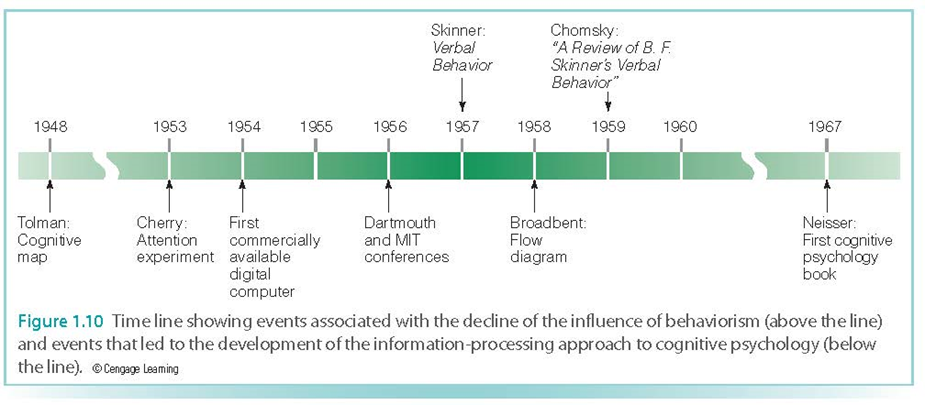 Skinner:
Verbal
Behavior
Chomsky:
“A Review of B. F.
Skinner’s Verbal
Behavior”
1948
1953
1954
1955
1956
1957
1958
1959
1960
1967
Tolman:
Cognitive
map
Cherry:
Attention
experiment
First
commercially
available
digital
computer
Dartmouth
and MIT
conferences
Broadbent:
Flow
diagram
Neisser:
First cognitive
psychology
book
Figure 1.10 Time line showing events associated with the decline of the influence of behaviorism (above the line)
and events that led to the development of the information-processing approach to cognitive psychology (below
the line). © Cengage Learning